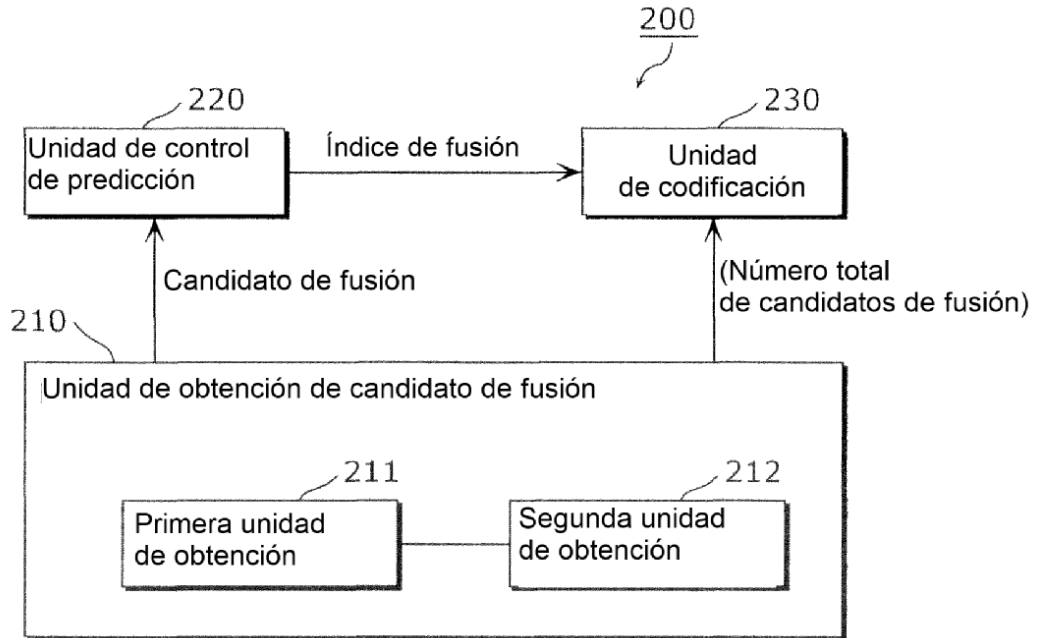 200
220
230
Unidad de control
de predicción
Índice de fusión
Unidad
de codificación
Candidato de fusión
(Número total
de candidatos de fusión)
210
Unidad de obtención de candidato de fusión
211
212
Primera unidad
de obtención
Segunda unidad
de obtención